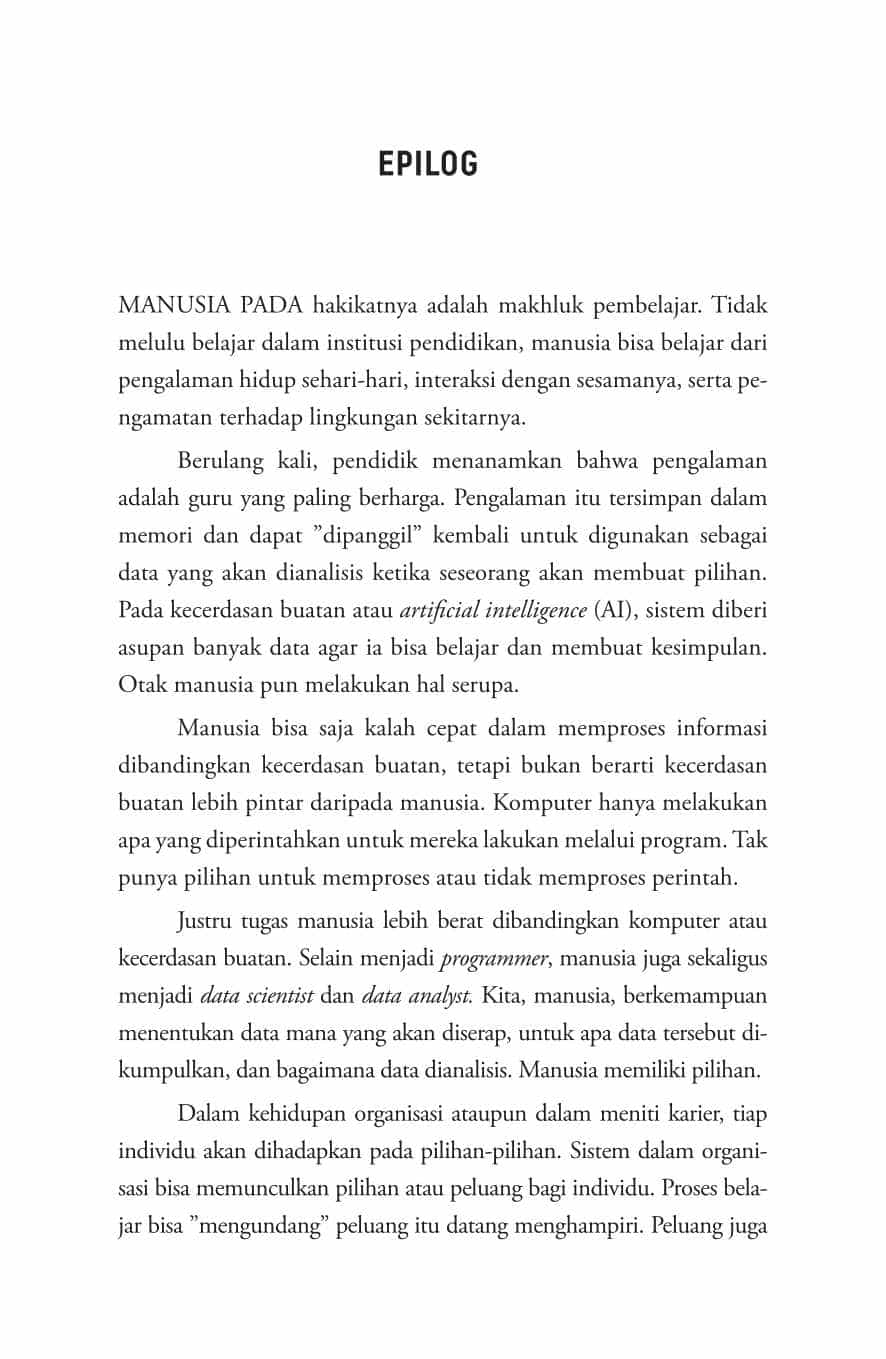 EPILOG
MANUSIA PADA hakikatnya adalah makhluk pembelajar. Tidak
melulu belajar dalam institusi pendidikan, manusia bisa belajar dari
pengalaman hidup sehari-hari, interaksi dengan sesamanya, serta pe-
ngamatan terhadap lingkungan sekitarnya.
Berulang kali, pendidik menanamkan bahwa pengalaman
adalah guru yang paling berharga. Pengalaman itu tersimpan dalam
memori dan dapat ”dipanggil” kembali untuk digunakan sebagai
data yang akan dianalisis ketika seseorang akan membuat pilihan.
Pada kecerdasan buatan atau artificial intelligence (AI), sistem diberi
asupan banyak data agar ia bisa belajar dan membuat kesimpulan.
Otak manusia pun melakukan hal serupa.
Manusia bisa saja kalah cepat dalam memproses informasi
dibandingkan kecerdasan buatan, tetapi bukan berarti kecerdasan
buatan lebih pintar daripada manusia. Komputer hanya melakukan
apa yang diperintahkan untuk mereka lakukan melalui program. Tak
punya pilihan untuk memproses atau tidak memproses perintah.
Justru tugas manusia lebih berat dibandingkan komputer atau
kecerdasan buatan. Selain menjadi programmer, manusia juga sekaligus
menjadi data scientist dan data analyst. Kita, manusia, berkemampuan
menentukan data mana yang akan diserap, untuk apa data tersebut di-
kumpulkan, dan bagaimana data dianalisis. Manusia memiliki pilihan.
Dalam kehidupan organisasi ataupun dalam meniti karier, tiap
individu akan dihadapkan pada pilihan-pilihan. Sistem dalam organi-
sasi bisa memunculkan pilihan atau peluang bagi individu. Proses bela-
jar bisa ”mengundang” peluang itu datang menghampiri. Peluang juga